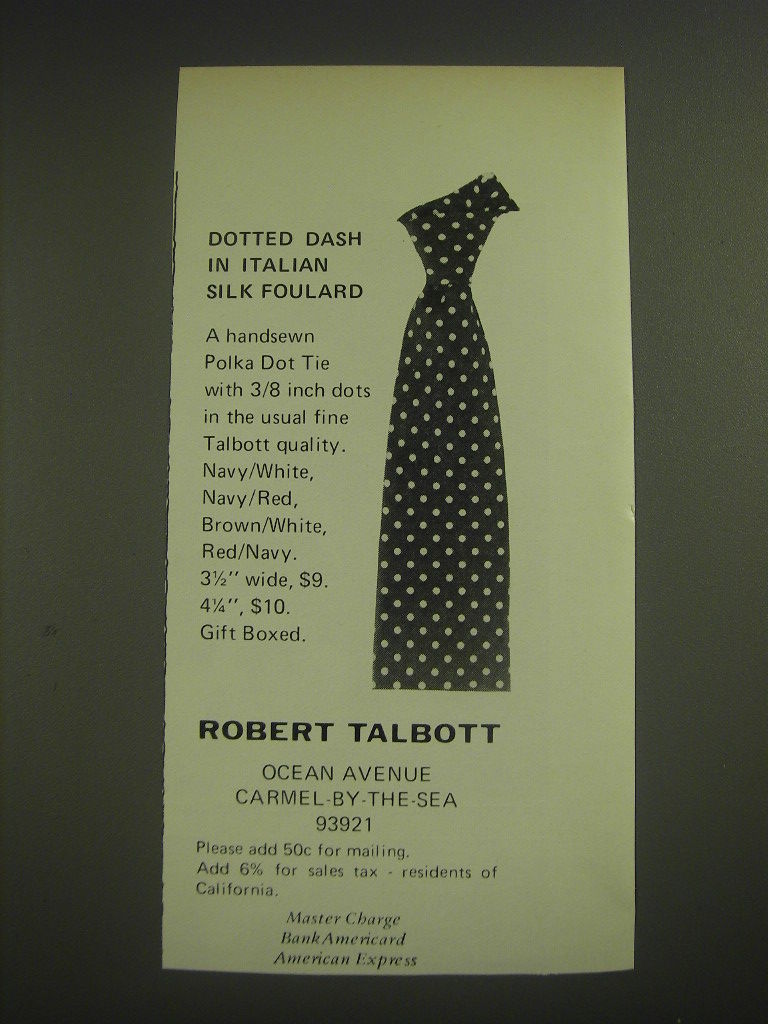 DOTTED DASH
IN ITALIAN
SILK FOULARD
A handsewn
Polka Dot Tie
with 3/8 inch dots
in the usual fine
Talbott quality.
Navy/White,
Navy/Red,
Brown/White,
Red/Navy.
3½" wide, $9.
4¼", $10.
Gift Boxed.
ROBERT TALBOTT
OCEAN AVENUE
CARMEL-BY-THE-SEA
93921
Please add 50c for mailing.
Add 6% for sales tax - residents of
California.
Master Charge
BankAmericard
American Express